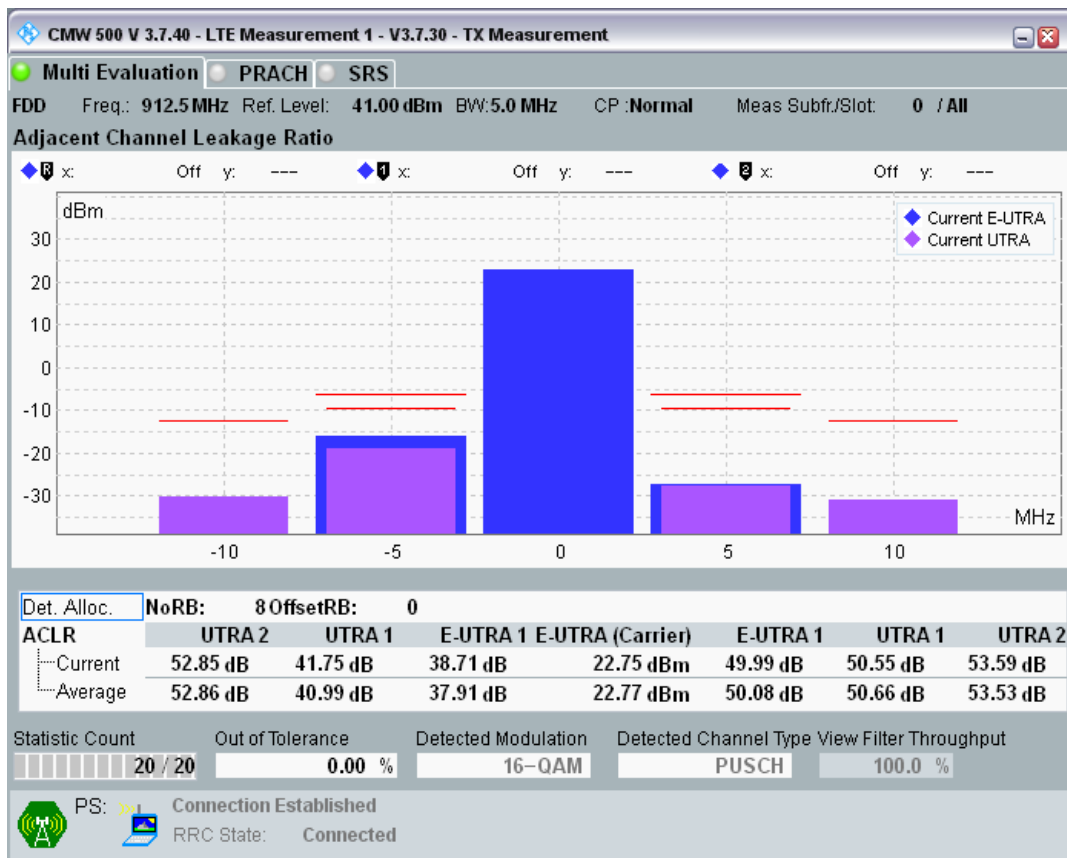 CMW 500 V 3.7.40 - LTE Measurement 1 - V3.7.30 - TX Measurement
Multi Evaluation PRACH SRS
FDD Freq.: 912.5 MHz Ref. Level: 41.00 dBm BW:5.0 MHz CP :Normal Meas Subfr./Slot: 0 / All
Adjacent Channel Leakage Ratio
R x: Off y: --- 1 x: Off y: --- 2 x: Off y: ---
dBm
Current E-UTRA
Current UTRA
30
20
10
0
-10
-20
-30
MHz
-10 -5 0 5 10
Det. Alloc. NoRB: 8 OffsetRB: 0
ACLR UTRA 2 UTRA 1 E-UTRA 1 E-UTRA (Carrier) E-UTRA 1 UTRA 1 UTRA 2
Current 52.85 dB 41.75 dB 38.71 dB 22.75 dBm 49.99 dB 50.55 dB 53.59 dB
Average 52.86 dB 40.99 dB 37.91 dB 22.77 dBm 50.08 dB 50.66 dB 53.53 dB
Statistic Count Out of Tolerance Detected Modulation Detected Channel Type View Filter Throughput
20 / 20 0.00 % 16-QAM PUSCH 100.0 %
PS: Connection Established
RRC State: Connected